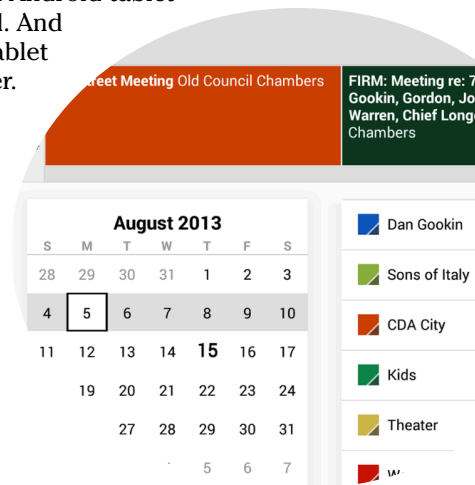 d. And
ablet
er.
Meeting Old Council Chambers
FIRM: Meeting re: 7
Gookin, Gordon, Jo
Warren, Chief Long
Chambers
August 2013
S M T W T F S
28 29 30 31 1 2 3
4 5 6 7 8 9 10
11 12 13 14 15 16 17
19 20 21 22 23 24
27 28 29 30 31
5 6 7
Dan Gookin
Sons of Italy
CDA City
Kids
Theater